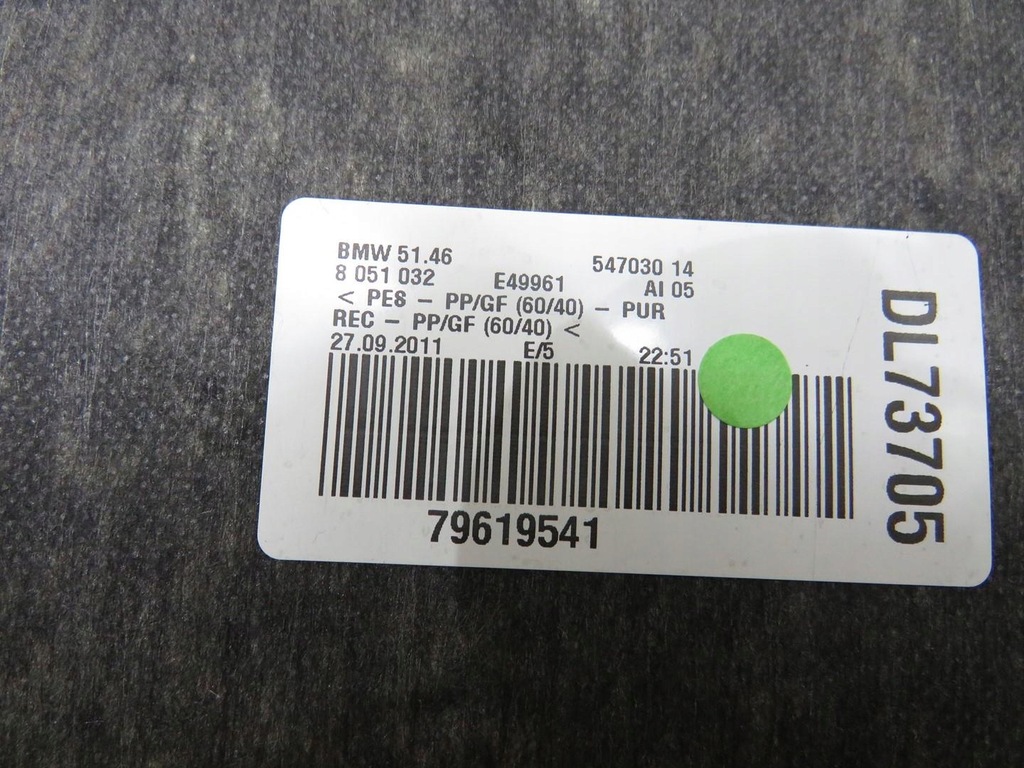 BMW 51.46 547030 14
8 051 032 E49961 AI 05
< PES – PP/GF (60/40) – PUR
REC – PP/GF (60/40) <
27.09.2011 E/5 22:51
79619541
DL73705